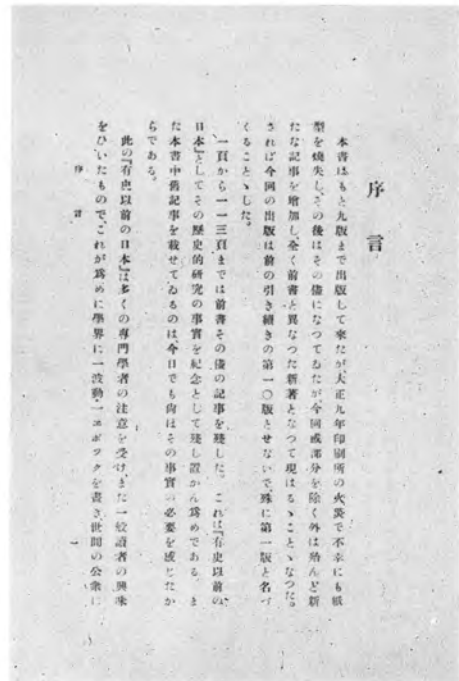 序言
本書はもと九版まで出版して來たが大正九年印刷所の火災で不幸にも紙
型を燒失し、その後はその儘になつてゐたが、今囘或部分を除く外は殆んど新
たな記事を增加し、全く前書と異なつた新著となつて現はるゝことゝなつた。
されば今囘の出版は前の引き續きの第一〇版とせないで殊に第一版と名づ
くることゝした。
一頁から一一三頁までは前書その儘の記事を殘した。これは『有史以前の
日本』としてその歷史的硏究の事實を紀念として殘し置かん爲めである。ま
た本書中舊記事を載せてゐるのは今日でも尙ほその事實の必要を感じたか
らである。
此の『有史以前の日本』は多くの專門學者の注意を受け、また一般讀者の興味
をひいたもので、これが爲めに學界に一波動一エポックを畫き、世間の公衆に
序言
一